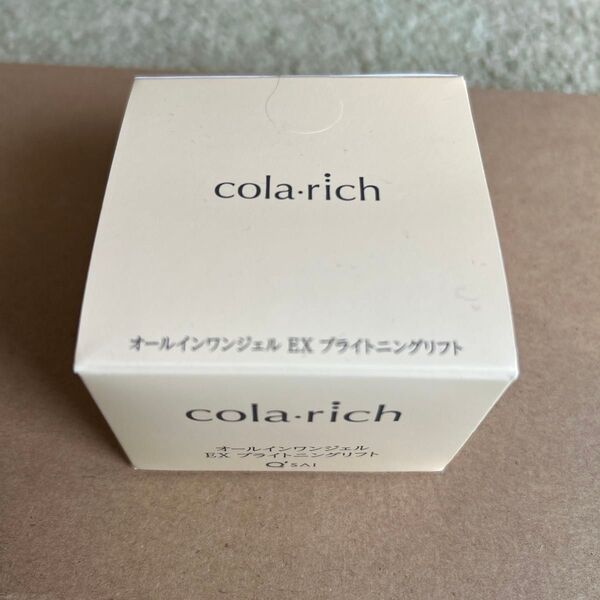 cola·rich
オールインワンジェル EX ブライトニングリフト
cola·rich
オールインワンジェル
EX ブライトニングリフト
Q'SAI